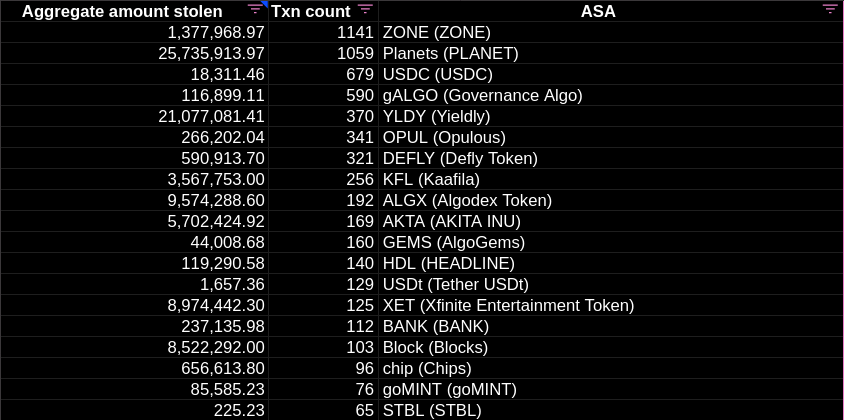 Aggregate amount stolen Txn count ASA
1,377,968.97 1141 ZONE (ZONE)
25,735,913.97 1059 Planets (PLANET)
18,311.46 679 USDC (USDC)
116,899.11 590 gALGO (Governance Algo)
21,077,081.41 370 YLDY (Yieldly)
266,202.04 341 OPUL (Opulous)
590,913.70 321 DEFLY (Defly Token)
3,567,753.00 256 KFL (Kaafila)
9,574,288.60 192 ALGX (Algodex Token)
5,702,424.92 169 AKTA (AKITA INU)
44,008.68 160 GEMS (AlgoGems)
119,290.58 140 HDL (HEADLINE)
1,657.36 129 USDt (Tether USDt)
8,974,442.30 125 XET (Xfinite Entertainment Token)
237,135.98 112 BANK (BANK)
8,522,292.00 103 Block (Blocks)
656,613.80 96 chip (Chips)
85,585.23 76 goMINT (goMINT)
225.23 65 STBL (STBL)